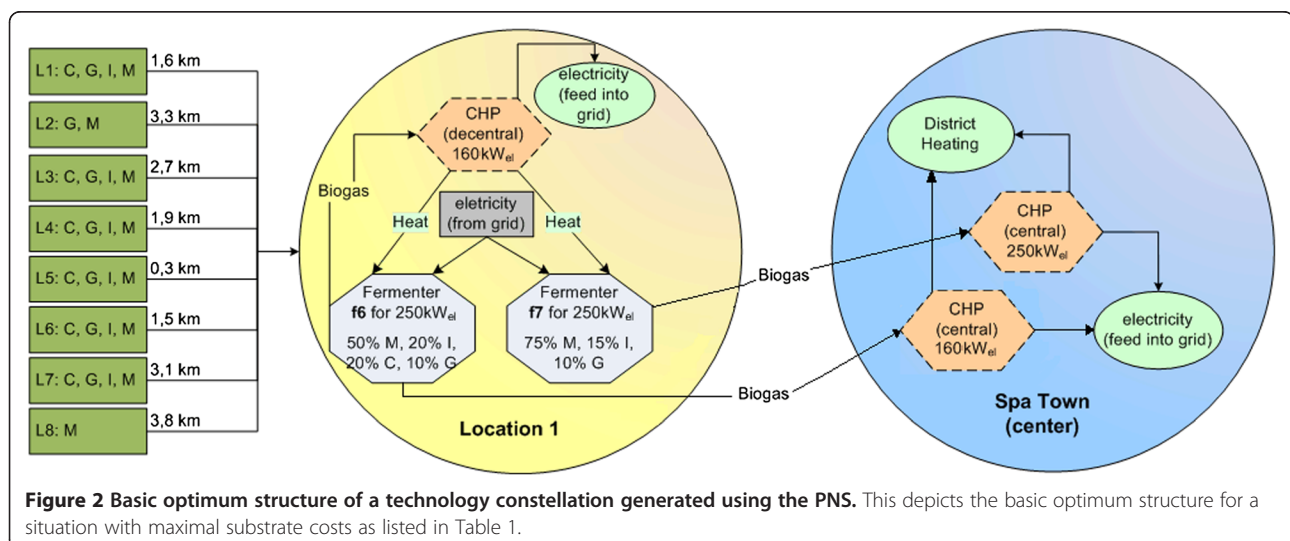 L1: C, G, I, M
1,6 km
L2: G, M
3,3 km
L3: C, G, I, M
2,7 km
L4: C, G, I, M
1,9 km
L5: C, G, I, M
0,3 km
L6: C, G, I, M
1,5 km
L7: C, G, I, M
3,1 km
L8: M
3,8 km
electricity
(feed into
grid)
CHP
(decentral)
160kWel
Biogas
Heat
eletricity
(from grid)
Heat
Fermenter
f6 for 250kWel
50% M, 20% I,
20% C, 10% G
Fermenter
f7 for 250kWel
75% M, 15% I,
10% G
Location 1
Biogas
Biogas
District
Heating
CHP
(central)
250kWel
CHP
(central)
160kWel
electricity
(feed into grid)
Spa Town
(center)
Figure 2 Basic optimum structure of a technology constellation generated using the PNS. This depicts the basic optimum structure for a
situation with maximal substrate costs as listed in Table 1.